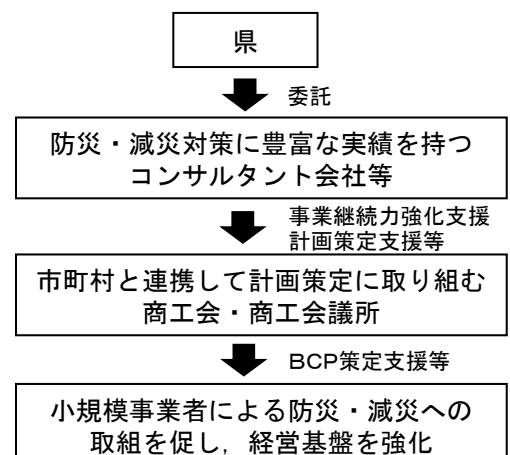 県
委託
防災・減災対策に豊富な実績を持つ
コンサルタント会社等
事業継続力強化支援
計画策定支援等
市町村と連携して計画策定に取り組む
商工会・商工会議所
BCP策定支援等
小規模事業者による防災・減災への
取組を促し，経営基盤を強化